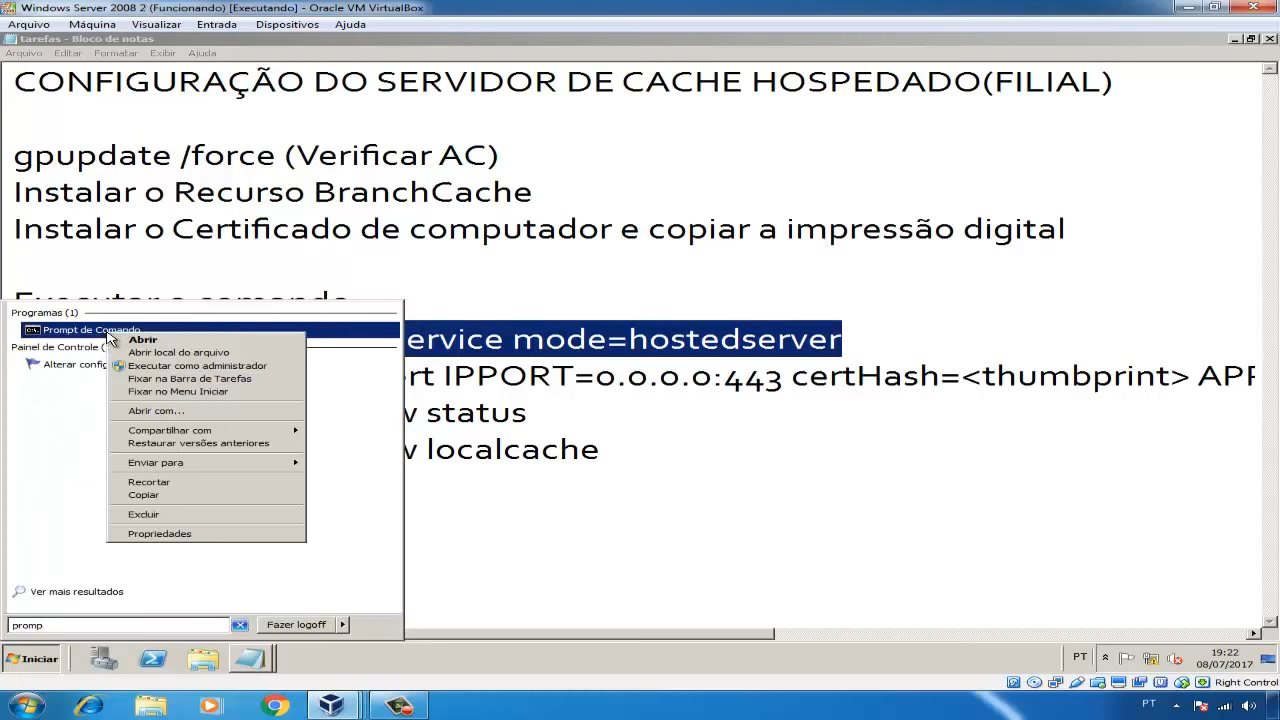 Windows Server 2008 2 (Funcionando) [Executando] - Oracle VM VirtualBox
Arquivo Máquina Visualizar Entrada Dispositivos Ajuda
tarefas - Bloco de notas
Arquivo Editar Formatar Exibir Ajuda
CONFIGURAÇÃO DO SERVIDOR DE CACHE HOSPEDADO(FILIAL)
gpupdate /force (Verificar AC)
Instalar o Recurso BranchCache
Instalar o Certificado de computador e copiar a impressão digital
Executar o comando
ervice mode=hostedserver
rt IPPORT=0.0.0.0:443 certHash=<thumbprint> APP
w status
w localcache
Programas (1)
Prompt de Comando
Painel de Controle (
Alterar config
Abrir
Abrir local do arquivo
Executar como administrador
Fixar na Barra de Tarefas
Fixar no Menu Iniciar
Abrir com...
Compartilhar com
Restaurar versões anteriores
Enviar para
Recortar
Copiar
Excluir
Propriedades
Ver mais resultados
promp
Fazer logoff
Iniciar
PT
19:22
08/07/2017
Right Control
PT